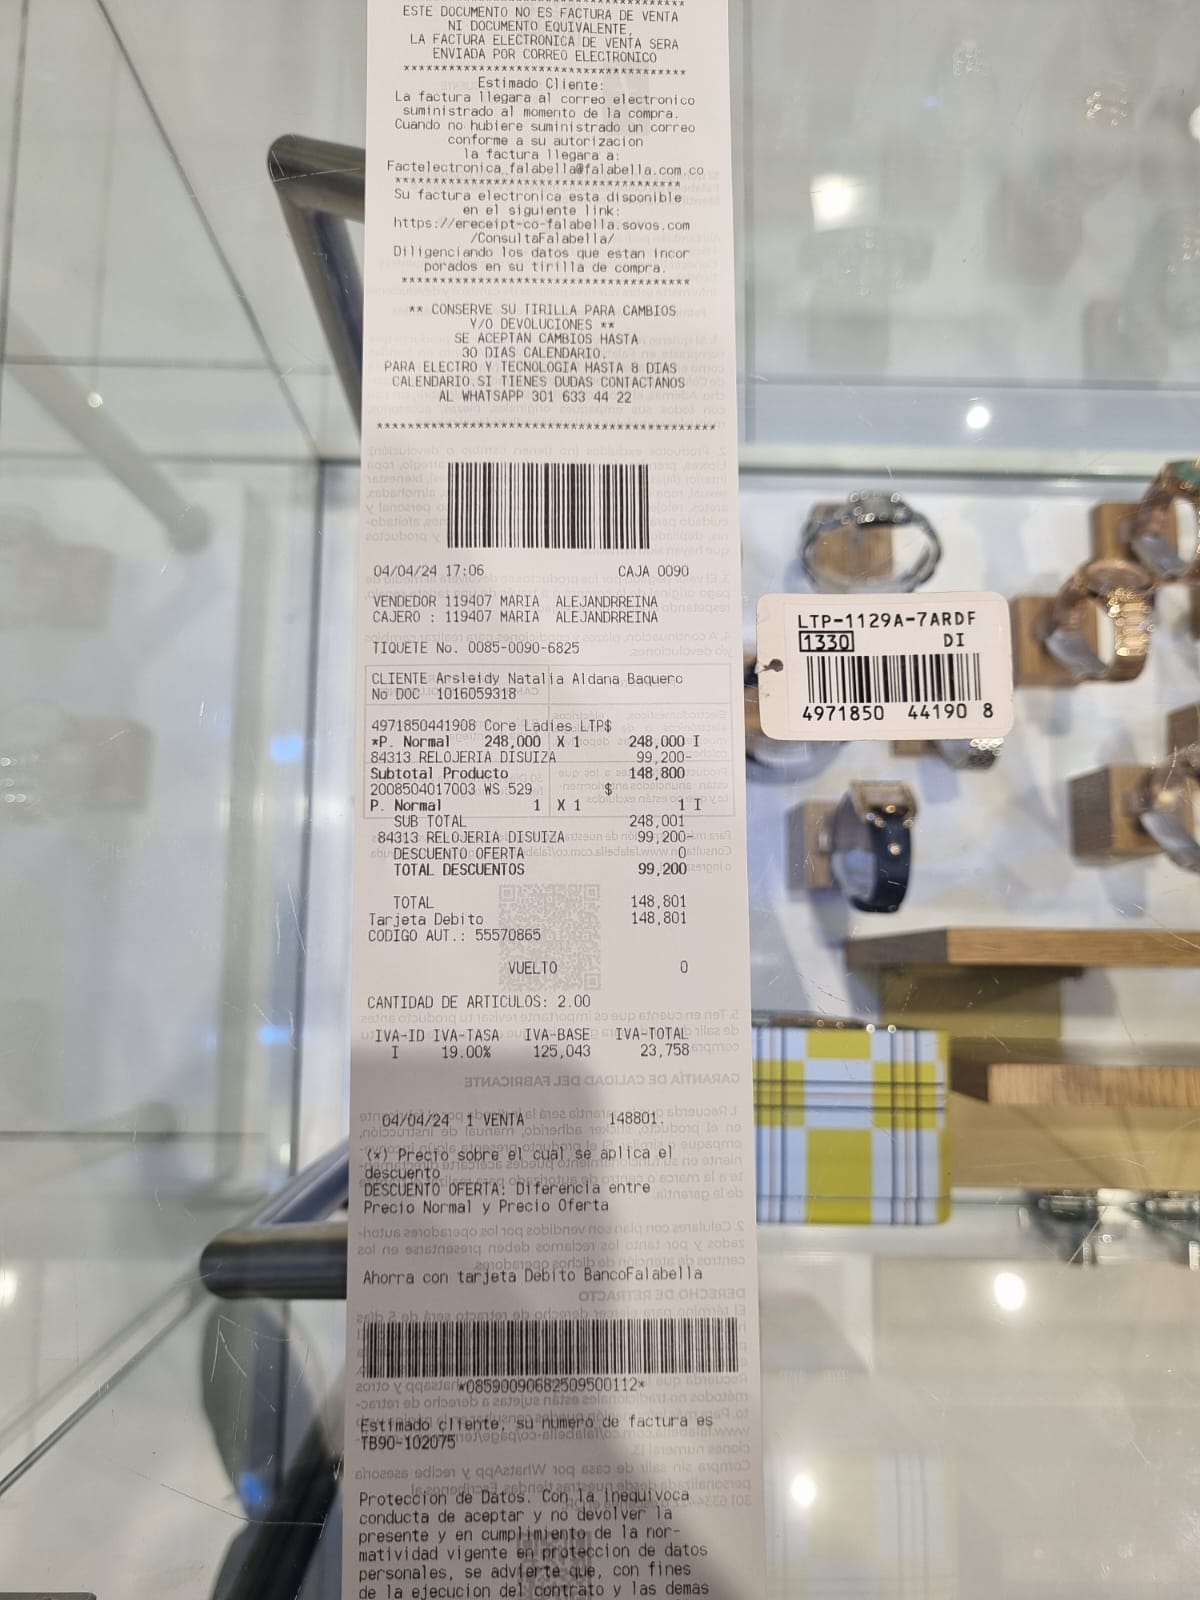 ESTE DOCUMENTO NO ES FACTURA DE VENTA
NI DOCUMENTO EQUIVALENTE,
LA FACTURA ELECTRONICA DE VENTA SERA
ENVIADA POR CORREO ELECTRONICO
*************************************
Estimado Cliente:
La factura llegara al correo electronico
suministrado al momento de la compra.
Cuando no hubiere suministrado un correo
conforme a su autorizacion
la factura llegara a:
Factelectronica_falabella@falabella.com.co
*************************************
Su factura electronica esta disponible
en el siguiente link:
https://ereceipt-co-falabella.sovos.com
/ConsultaFalabella/
Diligenciando los datos que estan incor
porados en su tirilla de compra.
*************************************
** CONSERVE SU TIRILLA PARA CAMBIOS
Y/O DEVOLUCIONES **
SE ACEPTAN CAMBIOS HASTA
30 DIAS CALENDARIO.
PARA ELECTRO Y TECNOLOGIA HASTA 8 DIAS
CALENDARIO.SI TIENES DUDAS CONTACTANOS
AL WHATSAPP 301 633 44 22
****************************************
04/04/24 17:06 CAJA 0090
VENDEDOR 119407 MARIA ALEJANDRREINA
CAJERO : 119407 MARIA ALEJANDRREINA
TIQUETE No. 0085-0090-6825
CLIENTE Arsleidy Natalia Aldana Baquero
No DOC 1016059318
4971850441908 Core Ladies LTP$
*P. Normal 248,000 X 1 248,000 I
84313 RELOJERIA DISUIZA 99,200-
Subtotal Producto 148,800
2008504017003 WS 529 $
P. Normal 1 X 1 1 I
SUB TOTAL 248,001
84313 RELOJERIA DISUIZA 99,200-
DESCUENTO OFERTA 0
TOTAL DESCUENTOS 99,200
TOTAL 148,801
Tarjeta Debito 148,801
CODIGO AUT.: 55570865
VUELTO 0
CANTIDAD DE ARTICULOS: 2.00
IVA-ID IVA-TASA IVA-BASE IVA-TOTAL
I 19.00% 125,043 23,758
04/04/24 1 VENTA 148801.
(*) Precio sobre el cual se aplica el
descuento
DESCUENTO OFERTA: Diferencia entre
Precio Normal y Precio Oferta
Ahorra con tarjeta Debito BancoFalabella
*08590090682509500112*
Estimado cliente, su numero de factura es
TB90-102075
Proteccion de Datos. Con la inequivoca
conducta de aceptar y no devolver la
presente y en cumplimiento de la nor-
matividad vigente en proteccion de datos
personales, se advierte que, con fines
de la ejecucion del contrato y las demas
LTP-1129A-7ARDF
1330 DI
4971850 44190 8